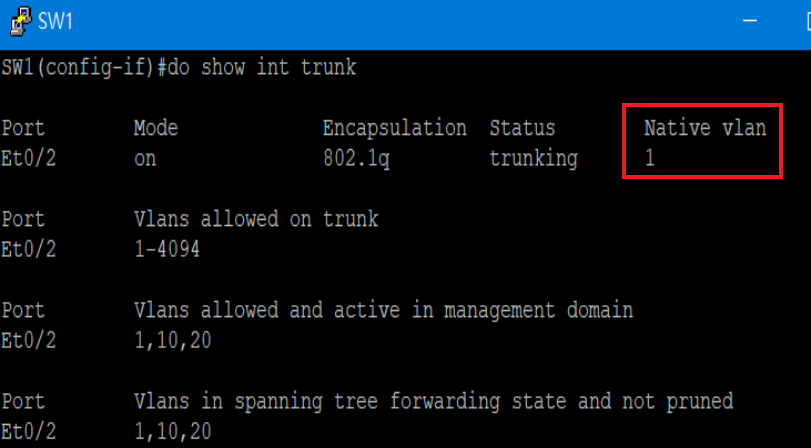 SW1
SW1(config-if)#do show int trunk
Port Mode Encapsulation Status Native vlan
Et0/2 on 802.1q trunking 1
Port Vlans allowed on trunk
Et0/2 1-4094
Port Vlans allowed and active in management domain
Et0/2 1,10,20
Port Vlans in spanning tree forwarding state and not pruned
Et0/2 1,10,20